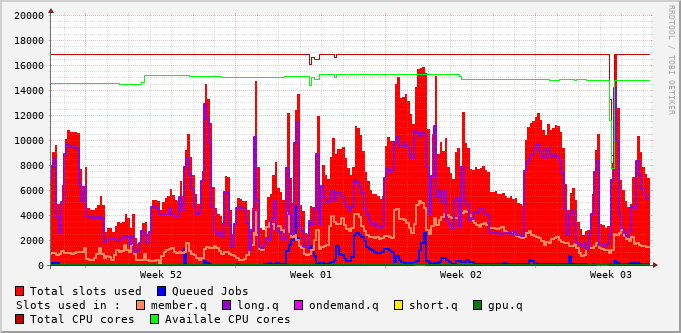 RRDTOOL / TOBI OETIKER
20000
18000
16000
14000
12000
10000
8000
6000
4000
2000
0
Week 52 Week 01 Week 02 Week 03
Total slots used Queued Jobs
Slots used in : member.q long.q ondemand.q short.q gpu.q
Total CPU cores Availale CPU cores